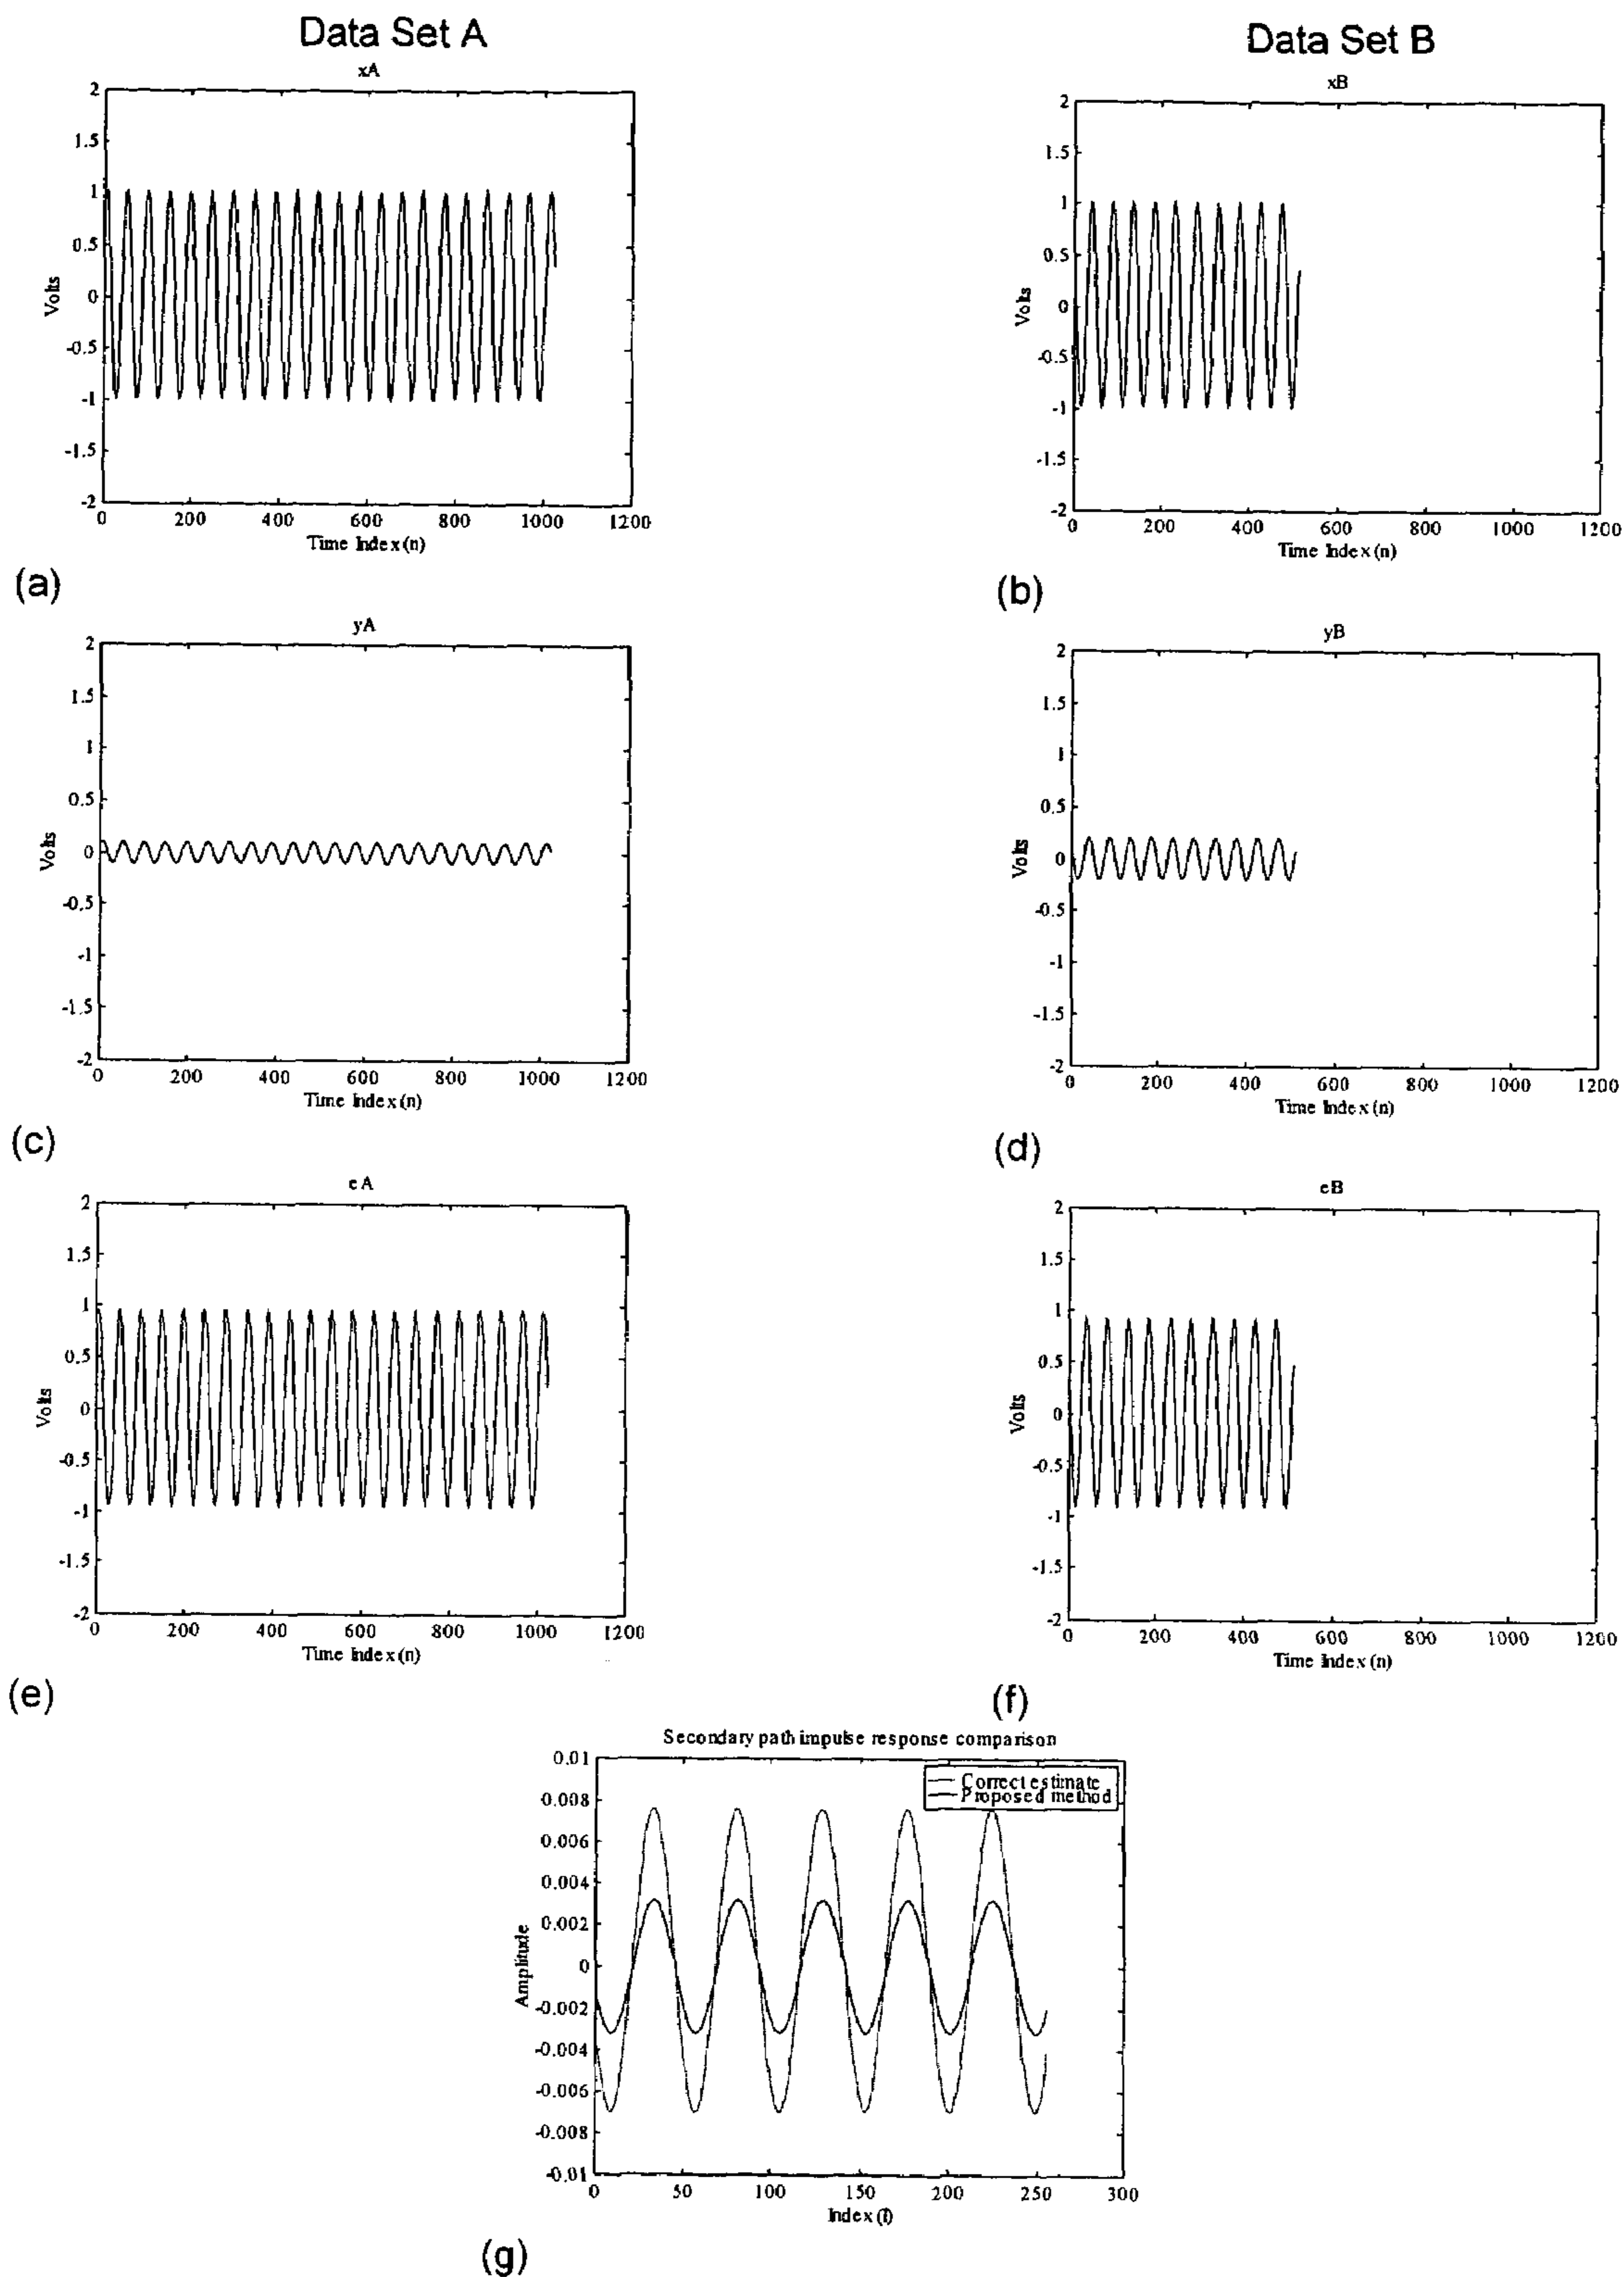 Data Set A
Data Set B
xA
xB
2
1.5
1
0.5
0
-0.5
-1
-1.5
-2
Volts
0 200 400 600 800 1000 1200
Time Index (n)
(a)
2
1.5
1
0.5
0
-0.5
-1
-1.5
-2
Volts
0 200 400 600 800 1000 1200
Time Index (n)
(b)
yA
2
1.5
1
0.5
0
-0.5
-1
-1.5
-2
Volts
0 200 400 600 800 1000 1200
Time Index (n)
(c)
yB
2
1.5
1
0.5
0
-0.5
-1
-1.5
-2
Volts
0 200 400 600 800 1000 1200
Time Index (n)
(d)
eA
2
1.5
1
0.5
0
-0.5
-1
-1.5
-2
Volts
0 200 400 600 800 1000 1200
Time Index (n)
(e)
eB
2
1.5
1
0.5
0
-0.5
-1
-1.5
-2
Volts
0 200 400 600 800 1000 1200
Time Index (n)
(f)
Secondary path impulse response comparison
Correct estimate
Proposed method
0.01
0.008
0.006
0.004
0.002
0
-0.002
-0.004
-0.006
-0.008
-0.01
Amplitude
0 50 100 150 200 250 300
Index (l)
(g)